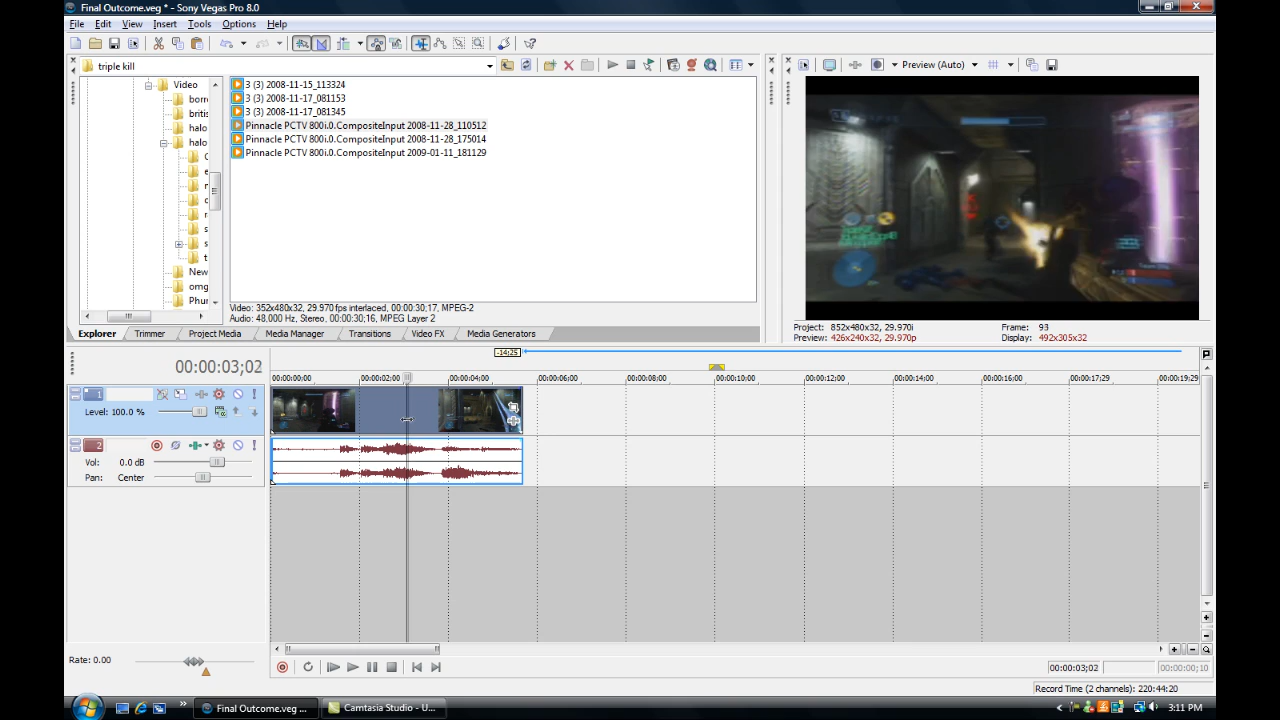 Final Outcome.veg * - Sony Vegas Pro 8.0
File Edit View Insert Tools Options Help
triple kill
Preview (Auto)
Video
halo
halo
New
omg
3 (3) 2008-11-15_113324
3 (3) 2008-11-17_081153
3 (3) 2008-11-17_081345
Pinnacle PCTV 800i.0.CompositeInput 2008-11-28_110512
Pinnacle PCTV 800i.0.CompositeInput 2008-11-28_175014
Pinnacle PCTV 800i.0.CompositeInput 2009-01-11_181129
Video: 352x480x32, 29.970 fps interlaced, 00:00:30;17, MPEG-2
Audio: 48,000 Hz, Stereo, 00:00:30;16, MPEG Layer 2
Explorer Trimmer Project Media Media Manager Transitions Video FX Media Generators
Project: 852x480x32, 29.970i Frame: 93
Preview: 426x240x32, 29.970p Display: 492x305x32
-14;25
00:00:03;02
00:00:00;00 00:00:02;00 00:00:04;00 00:00:06;00 00:00:08;00 00:00:10;00 00:00:12;00 00:00:14;00 00:00:16;00 00:00:17;29 00:00:19;29
1
Level: 100.0 %
2
Vol: 0.0 dB
Pan: Center
Rate: 0.00
00:00:03;02 00:00:00;10
Record Time (2 channels): 220:44:20
Final Outcome.veg ... Camtasia Studio - U... 3:11 PM